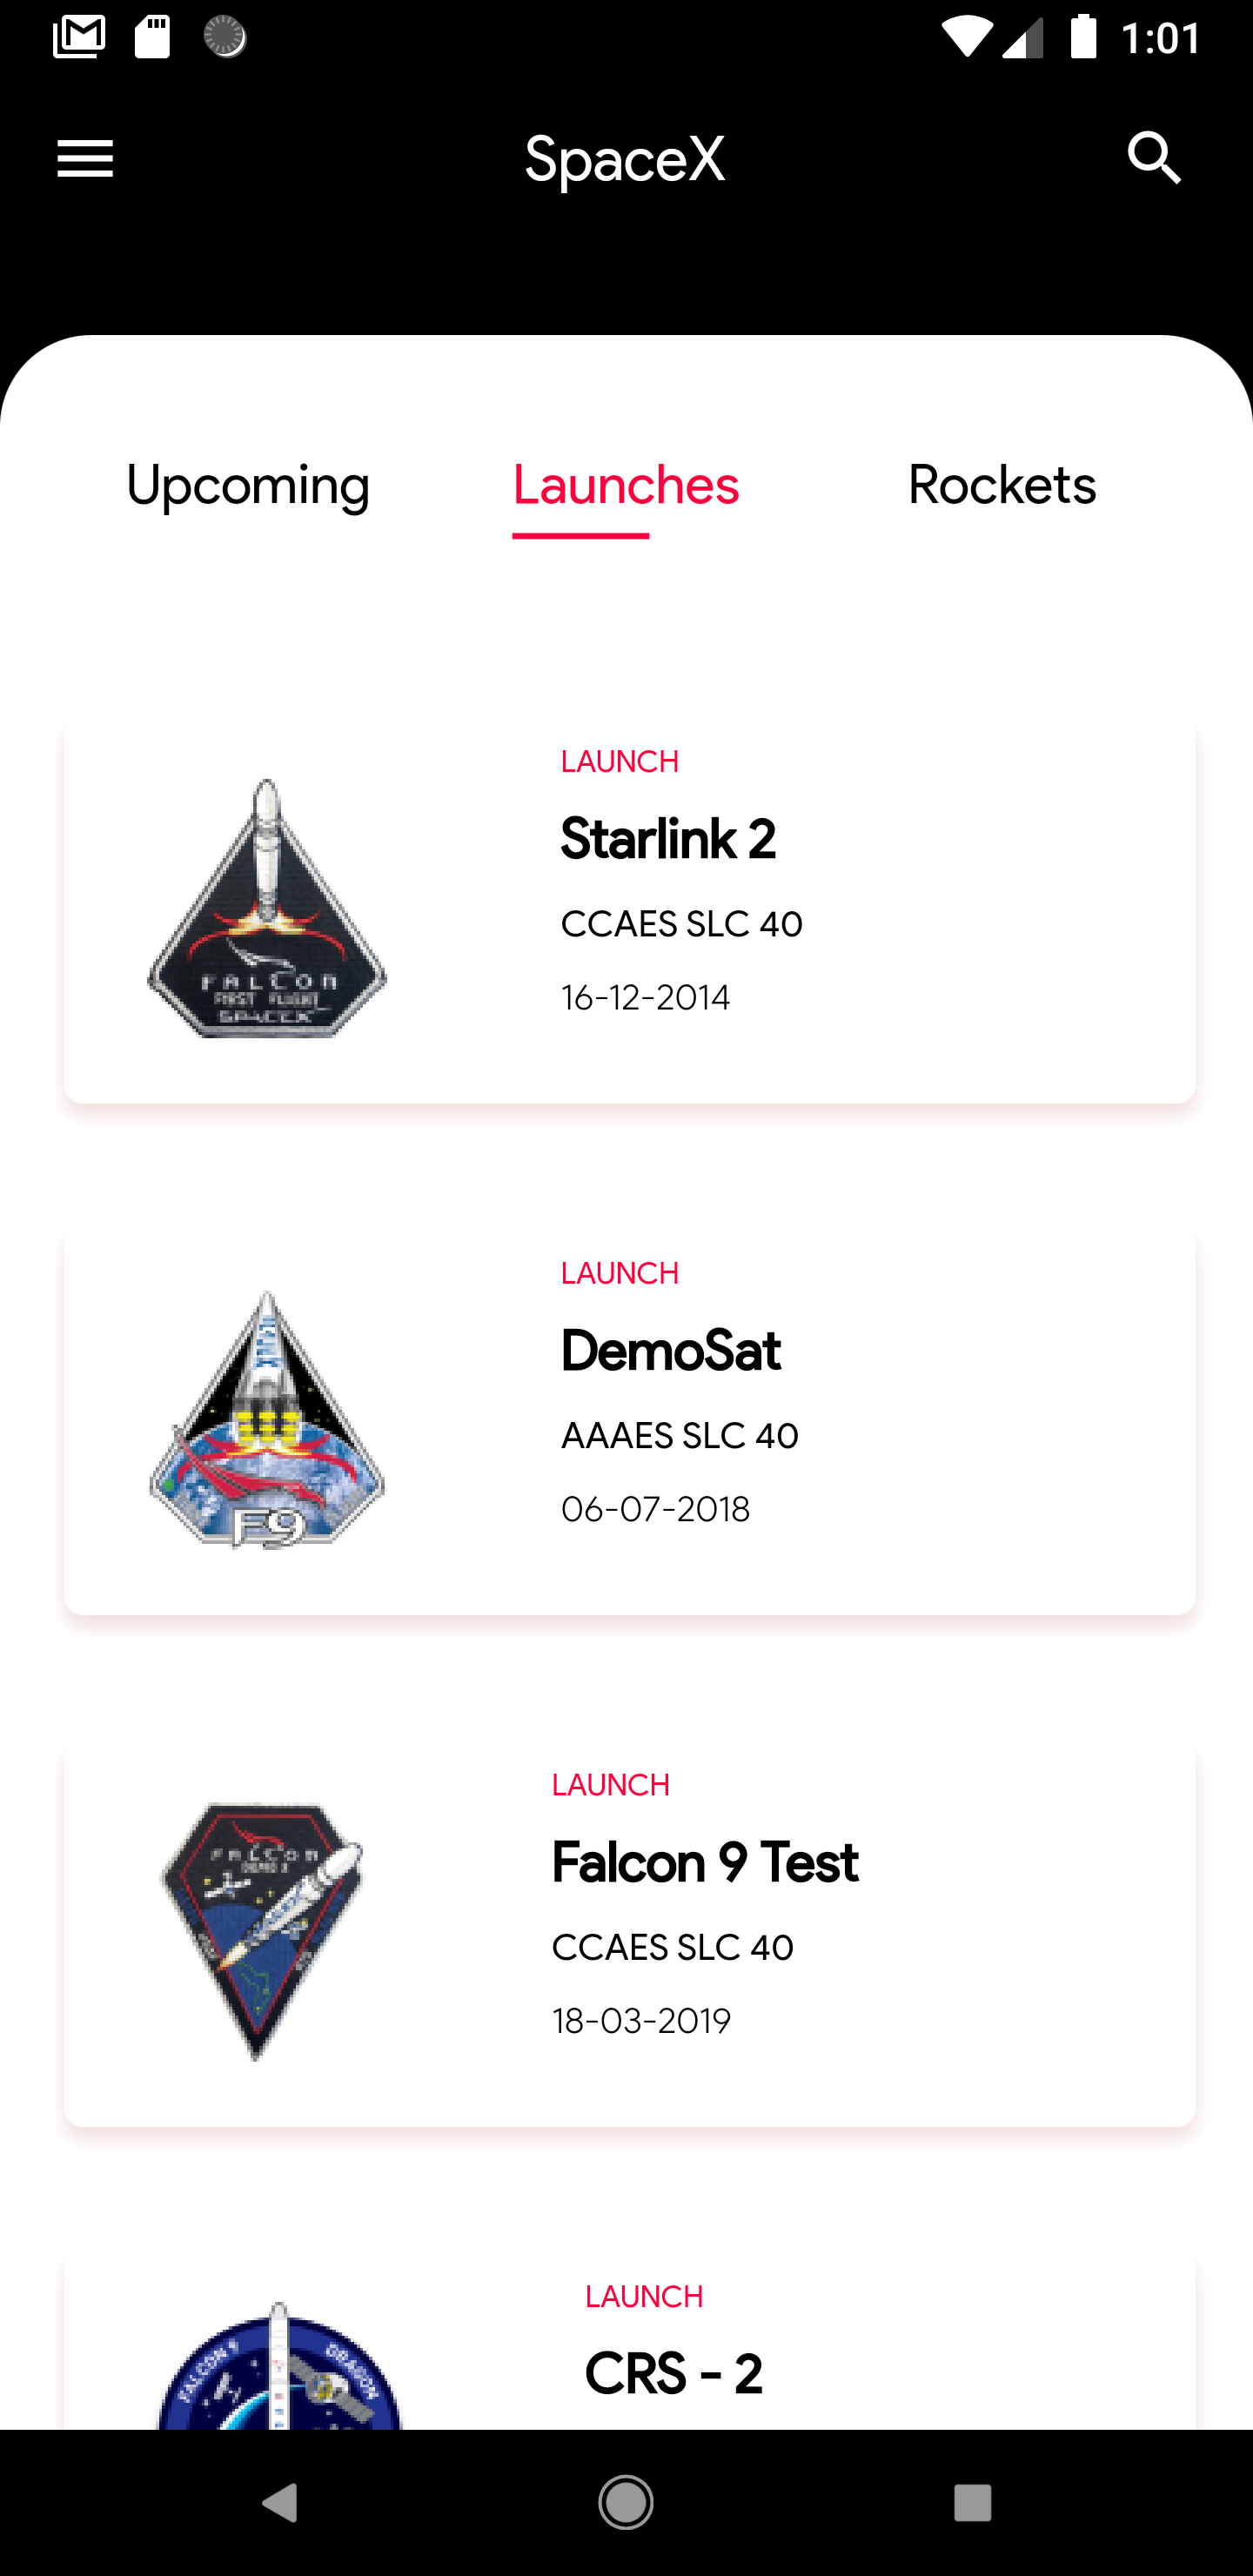 1:01
SpaceX
Upcoming Launches Rockets
LAUNCH
Starlink 2
CCAES SLC 40
16-12-2014
FALCON
FIRST FLIGHT
SPACEX
LAUNCH
DemoSat
AAAES SLC 40
06-07-2018
F9
LAUNCH
Falcon 9 Test
CCAES SLC 40
18-03-2019
FALCON
LAUNCH
CRS - 2
FALCON 9
DRAGON